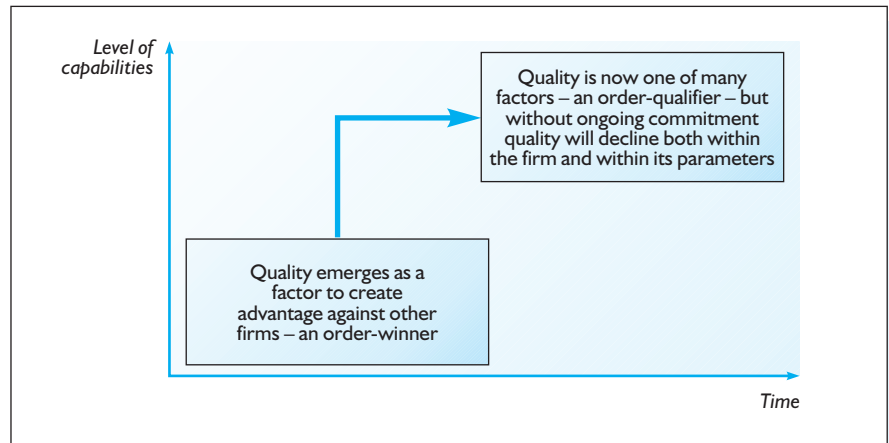 Level of
capabilities
Quality is now one of many
factors – an order-qualifier – but
without ongoing commitment
quality will decline both within
the firm and within its parameters
Quality emerges as a
factor to create
advantage against other
firms – an order-winner
Time